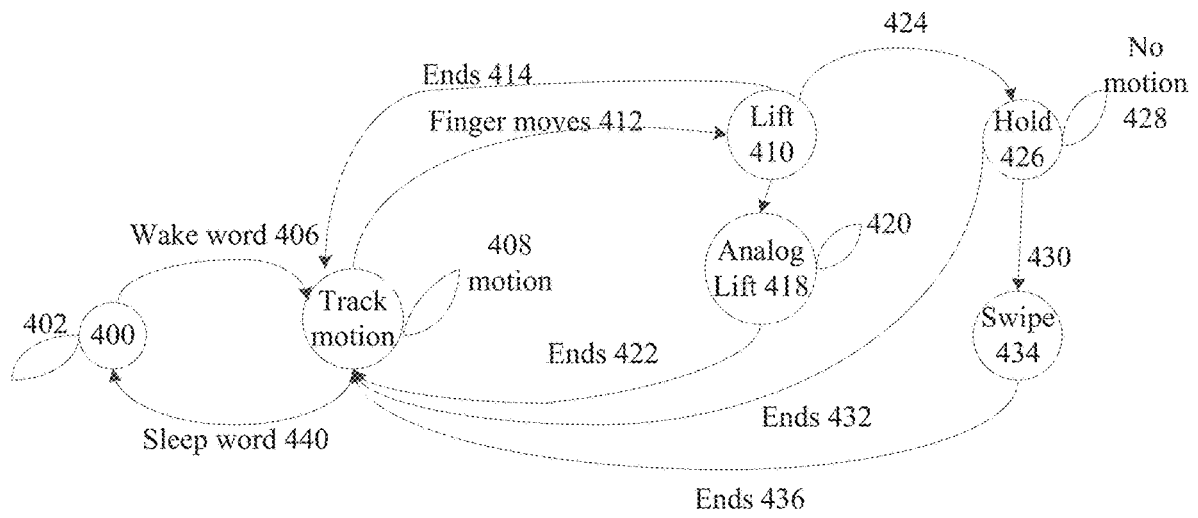 424
No
motion
428
Ends 414
Finger moves 412
Lift
410
Hold
426
Wake word 406
408
motion
420
Analog
Lift 418
430
Track
motion
402
400
Swipe
434
Ends 422
Ends 432
Sleep word 440
Ends 436